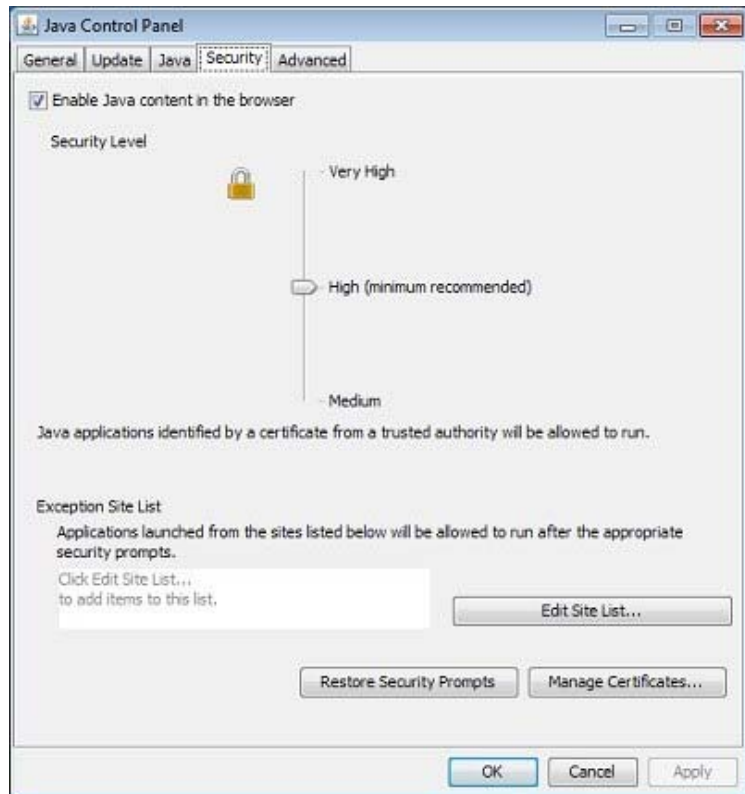 Java Control Panel
General Update Java Security Advanced
Enable Java content in the browser
Security Level
Very High
High (minimum recommended)
Medium
Java applications identified by a certificate from a trusted authority will be allowed to run.
Exception Site List
Applications launched from the sites listed below will be allowed to run after the appropriate
security prompts.
Click Edit Site List...
to add items to this list.
Edit Site List...
Restore Security Prompts Manage Certificates...
OK Cancel Apply